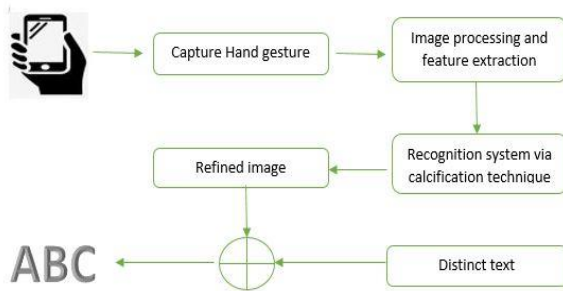 Capture Hand gesture
Image processing and
feature extraction
Recognition system via
calcification technique
Refined image
ABC
Distinct text